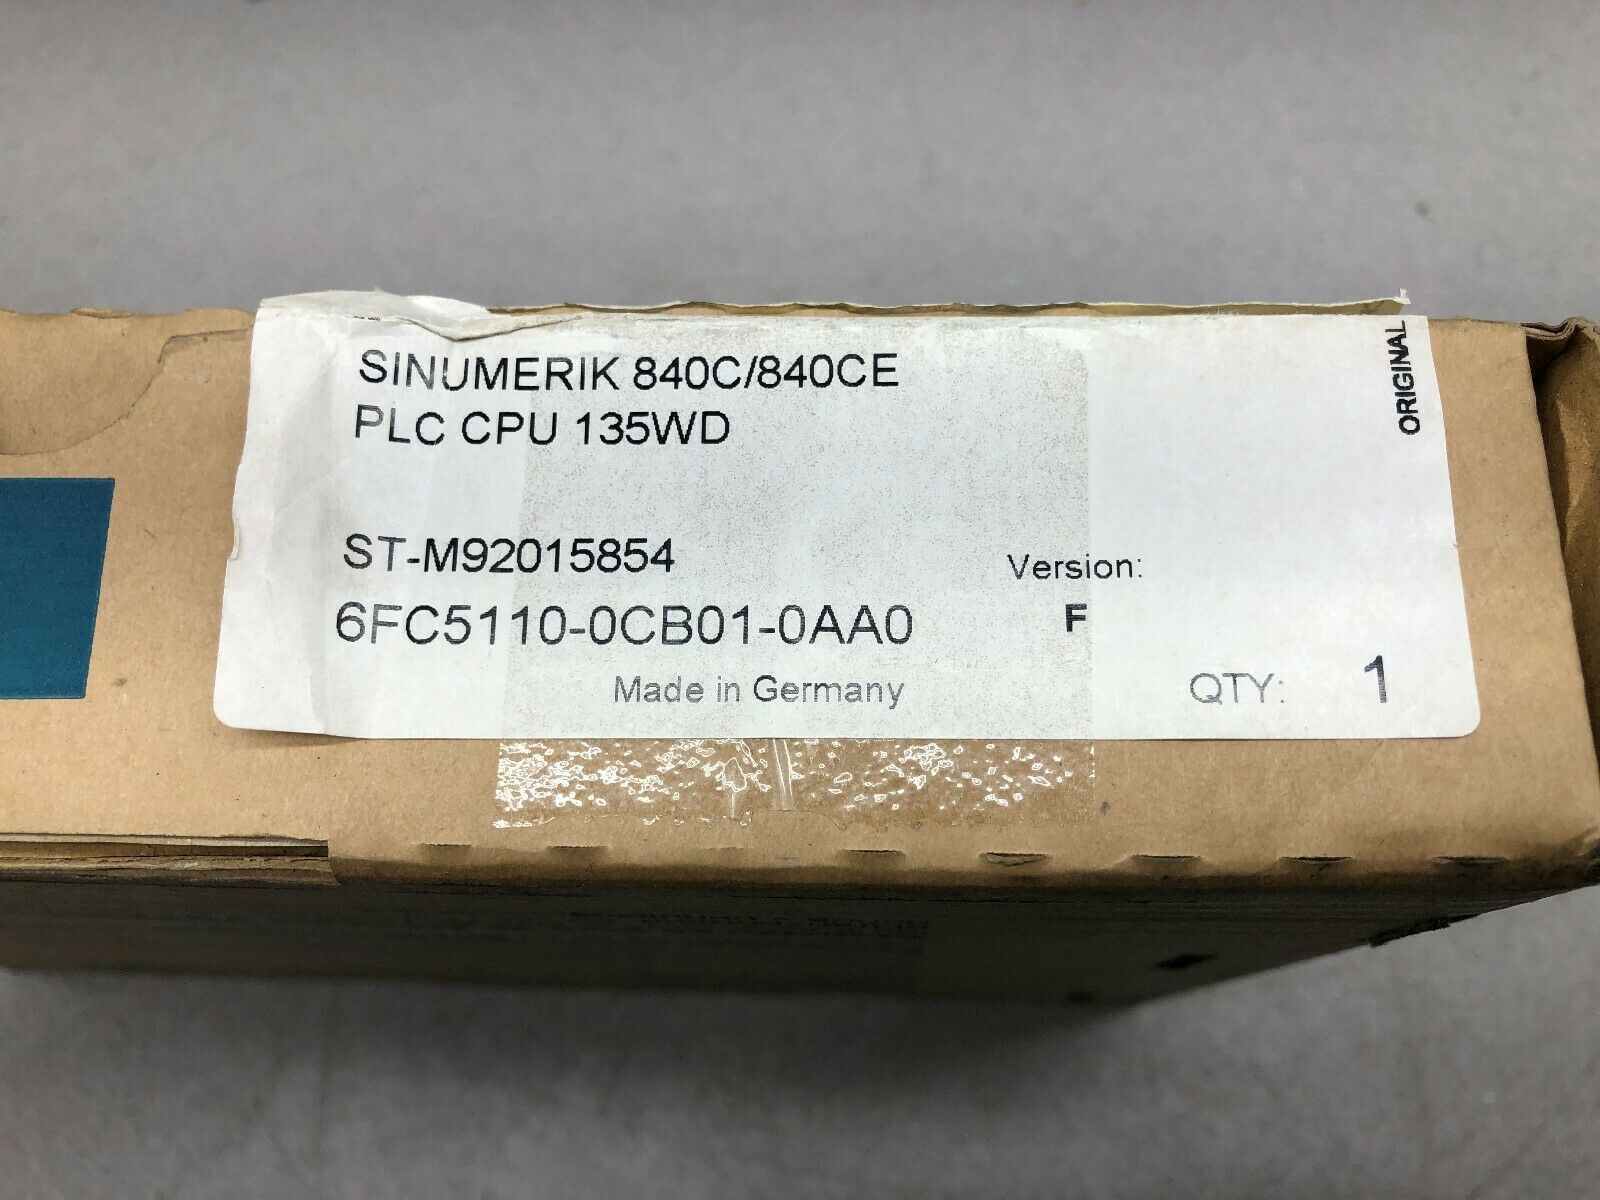 SINUMERIK 840C/840CE
PLC CPU 135WD
ORIGINAL
ST-M92015854
Version:
6FC5110-0CB01-0AA0
F
Made in Germany
QTY: 1